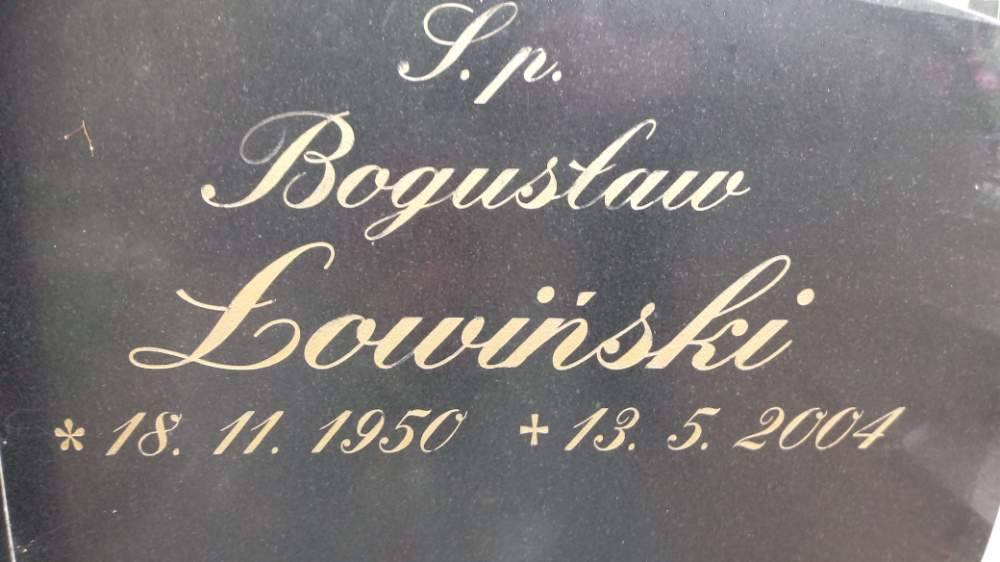 Ś.p.
Bogusław
Łowiński
* 18. 11. 1950 + 13. 5. 2004